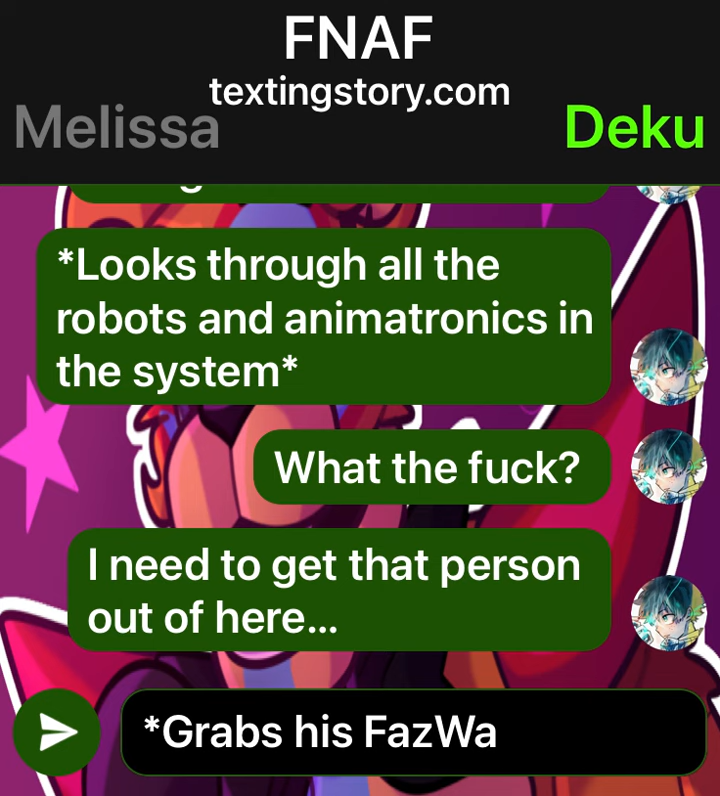 FNAF
textingstory.com
Melissa
Deku
*Looks through all the
robots and animatronics in
the system*
What the fuck?
I need to get that person
out of here...
*Grabs his FazWa